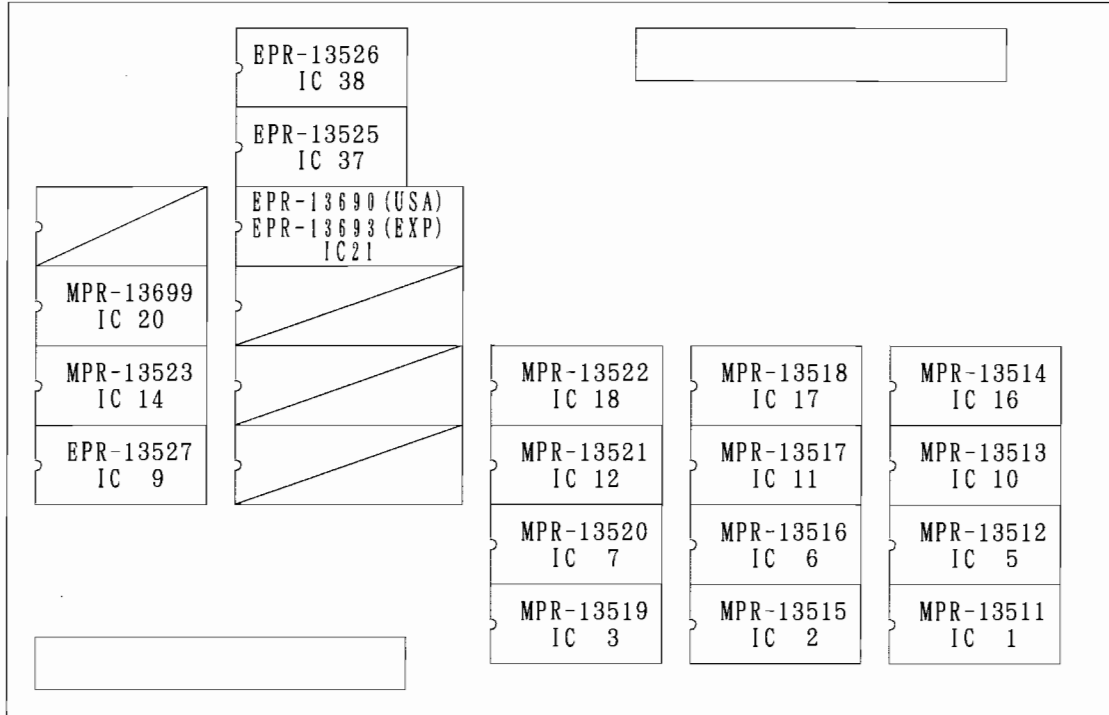 EPR-13526
IC 38
EPR-13525
IC 37
EPR-13690(USA)
EPR-13693(EXP)
IC21
MPR-13699
IC 20
MPR-13523
IC 14
EPR-13527
IC 9
MPR-13522
IC 18
MPR-13521
IC 12
MPR-13520
IC 7
MPR-13519
IC 3
MPR-13518
IC 17
MPR-13517
IC 11
MPR-13516
IC 6
MPR-13515
IC 2
MPR-13514
IC 16
MPR-13513
IC 10
MPR-13512
IC 5
MPR-13511
IC 1